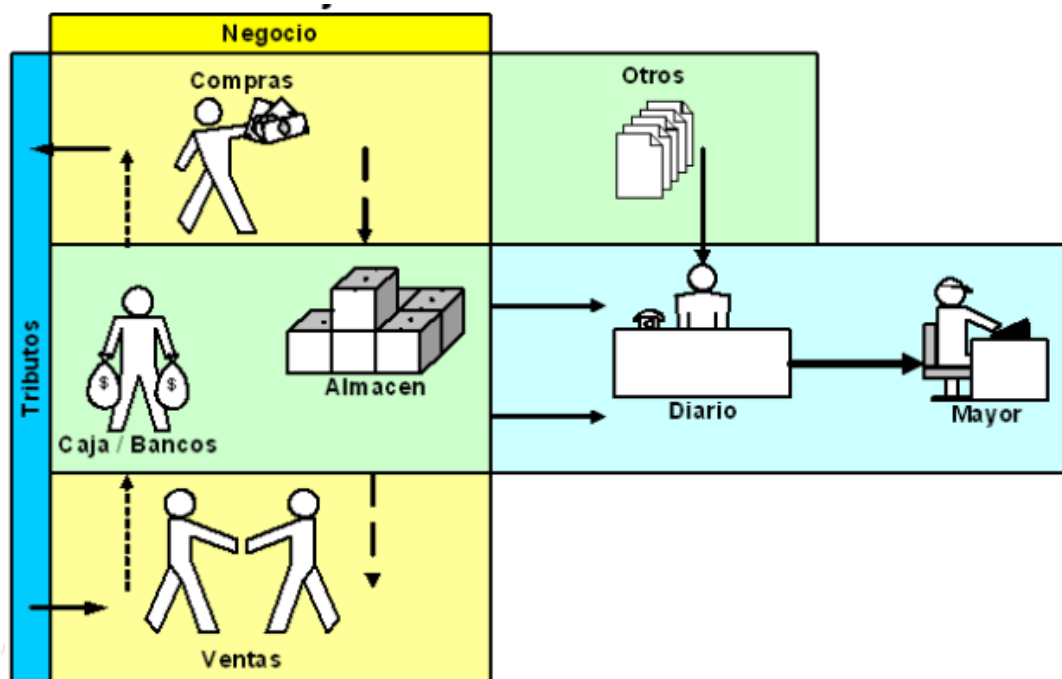 Negocio
Compras
Otros
Tributos
$ $
Almacen
Caja / Bancos
Diario
Mayor
Ventas